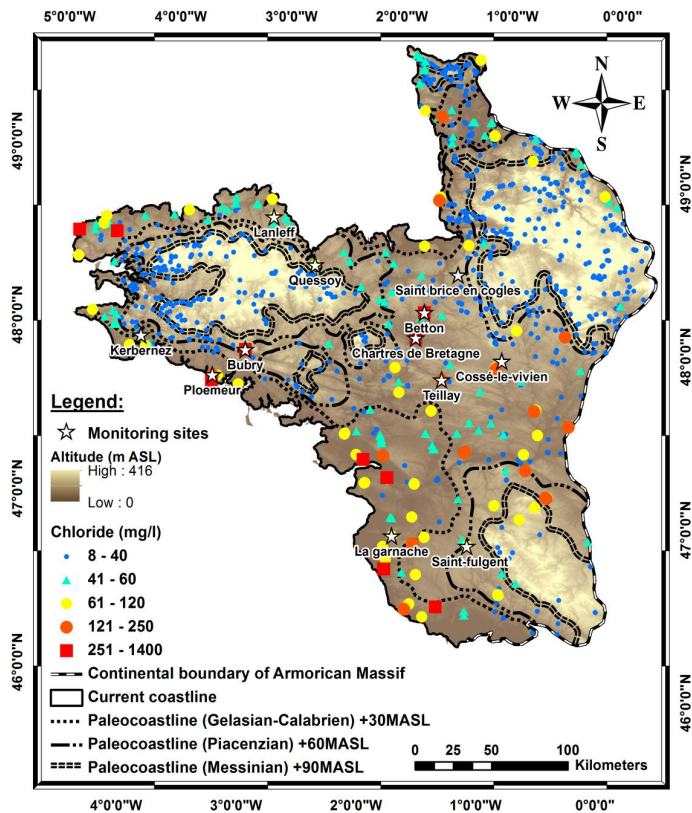 5°0'0"W 4°0'0"W 3°0'0"W 2°0'0"W 1°0'0"W 0°0'0"
49°0'0"N
48°0'0"N
47°0'0"N
46°0'0"N
49°0'0"N
48°0'0"N
47°0'0"N
46°0'0"N
N
W E
S
Lanleff
Quessoy
Saint brice en cogles
Betton
Kerbernez
Bubry
Chartres de Bretagne
Cossé-le-vivien
Ploemeur
Teillay
La garnache
Saint-fulgent
Legend:
Monitoring sites
Altitude (m ASL)
High : 416
Low : 0
Chloride (mg/l)
8 - 40
41 - 60
61 - 120
121 - 250
251 - 1400
Continental boundary of Armorican Massif
Current coastline
Paleocoastline (Gelasian-Calabrien) +30MASL
Paleocoastline (Piacenzian) +60MASL
Paleocoastline (Messinian) +90MASL
0 25 50 100
Kilometers
4°0'0"W 3°0'0"W 2°0'0"W 1°0'0"W 0°0'0"